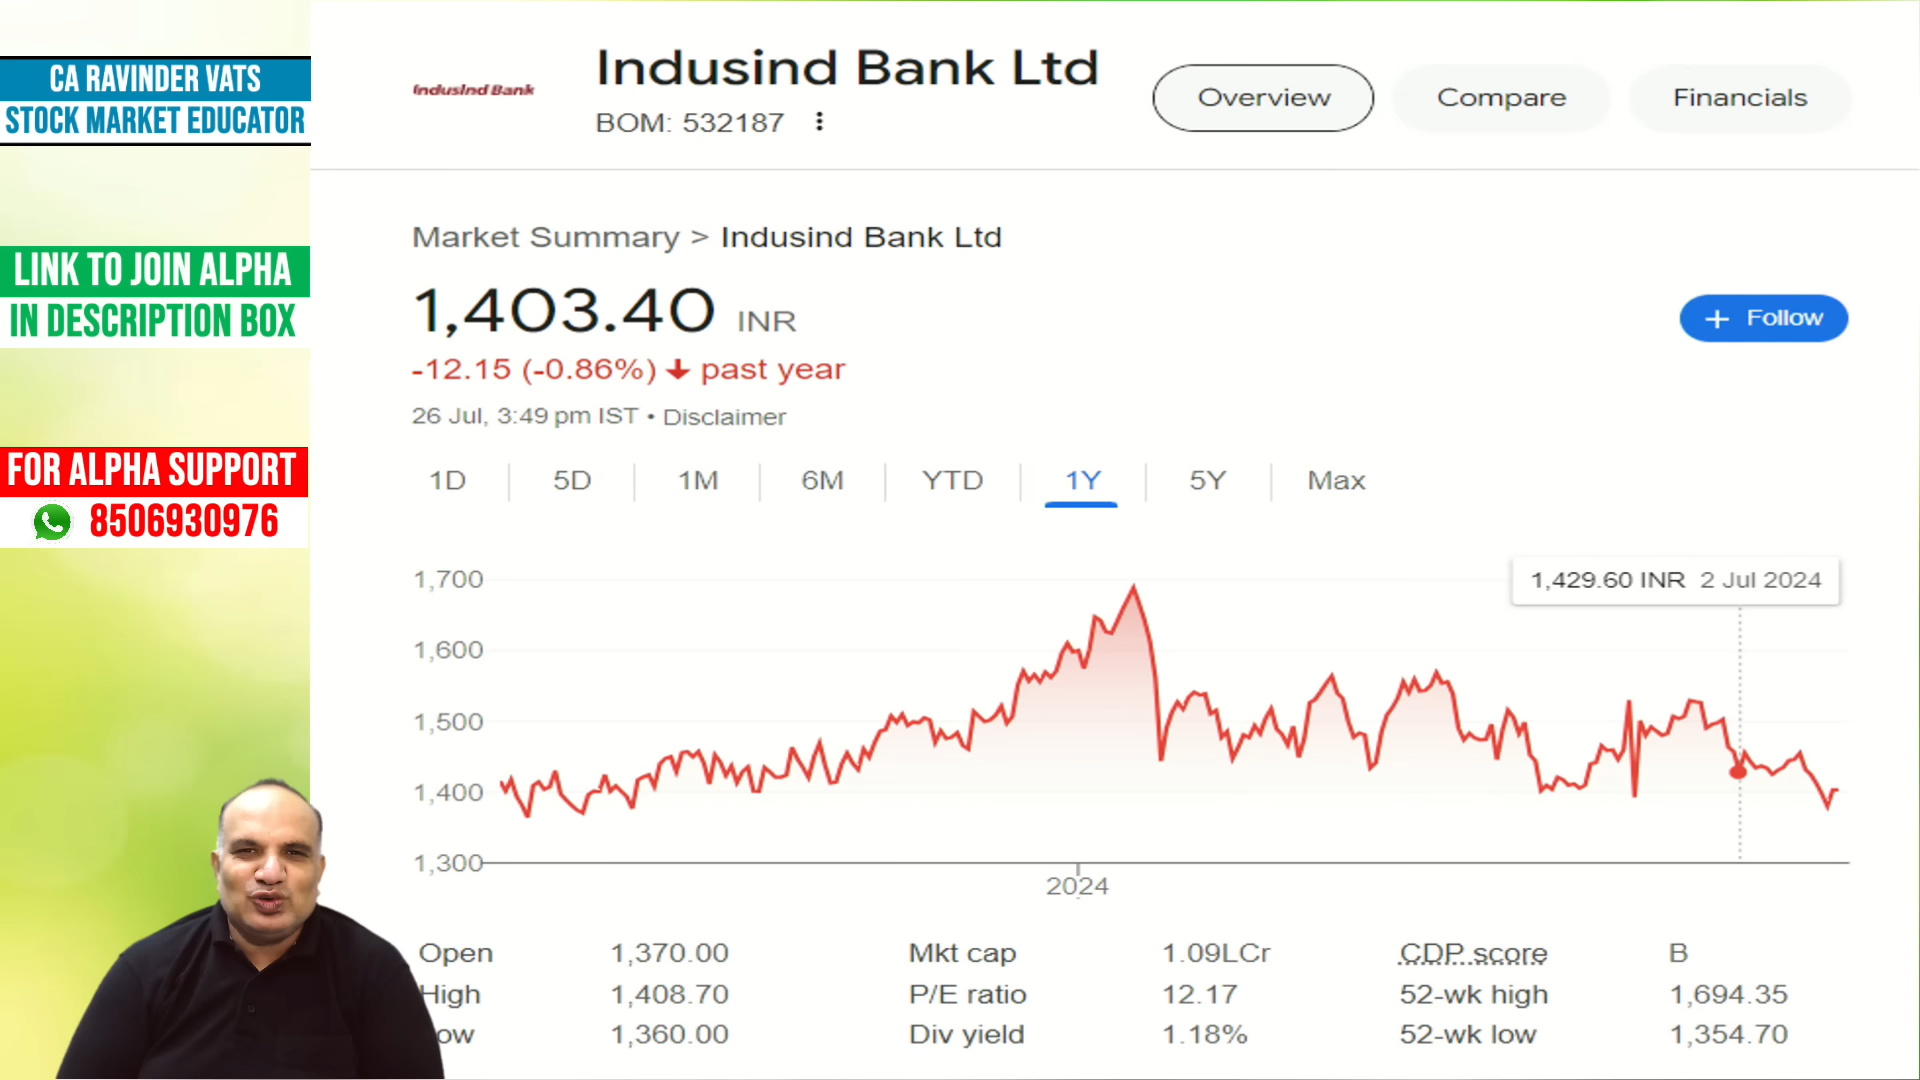 CA RAVINDER VATS
STOCK MARKET EDUCATOR
LINK TO JOIN ALPHA
IN DESCRIPTION BOX
FOR ALPHA SUPPORT
8506930976
IndusInd Bank
Indusind Bank Ltd
BOM: 532187
Overview
Compare
Financials
Market Summary > Indusind Bank Ltd
1,403.40 INR
-12.15 (-0.86%) ↓ past year
26 Jul, 3:49 pm IST • Disclaimer
+ Follow
1D 5D 1M 6M YTD 1Y 5Y Max
1,429.60 INR 2 Jul 2024
1,700
1,600
1,500
1,400
1,300
2024
Open 1,370.00 Mkt cap 1.09LCr CDP score B
High 1,408.70 P/E ratio 12.17 52-wk high 1,694.35
ow 1,360.00 Div yield 1.18% 52-wk low 1,354.70